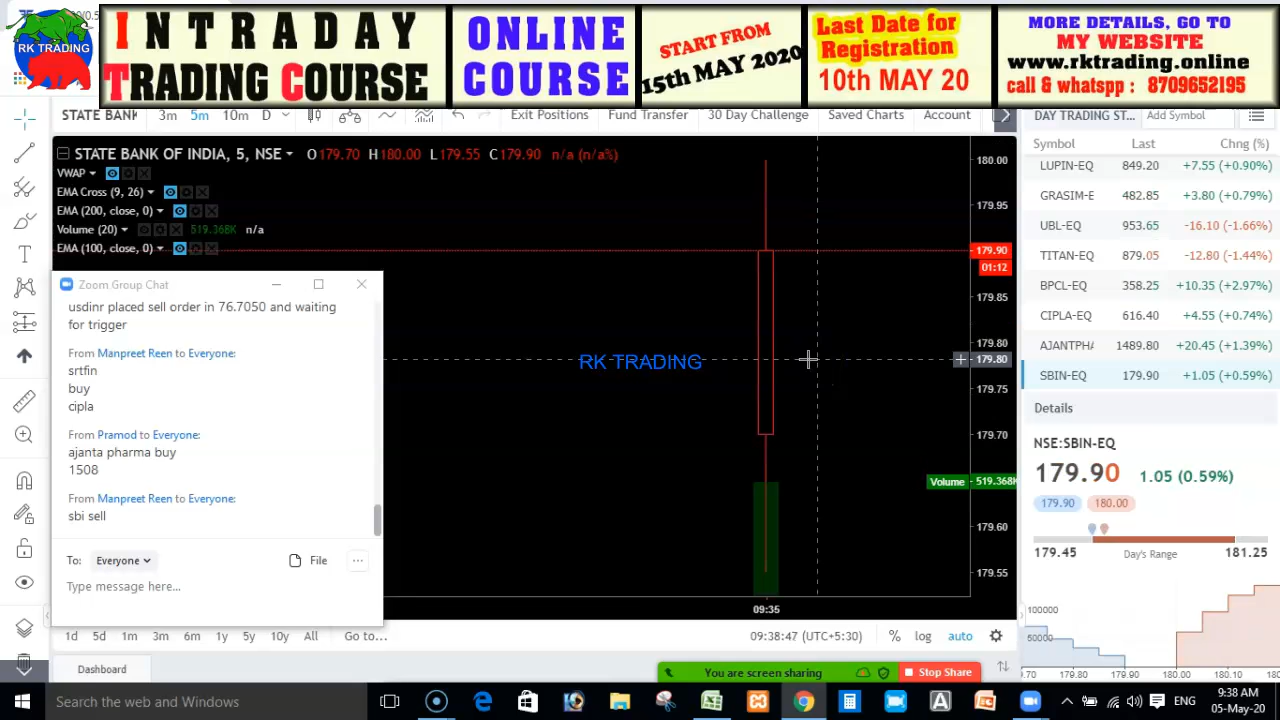 RK TRADING
INTRADAY
TRADING COURSE
ONLINE
COURSE
START FROM
15th MAY 2020
Last Date for
Registration
10th MAY 20
MORE DETAILS, GO TO
MY WEBSITE
www.rktrading.online
call & whatspp : 8709652195
STATE BANK 3m 5m 10m D Exit Positions Fund Transfer 30 Day Challenge Saved Charts Account
STATE BANK OF INDIA, 5, NSE O179.70 H180.00 L179.55 C179.90 n/a (n/a%)
VWAP
EMA Cross (9, 26)
EMA (200, close, 0)
Volume (20) 519.368K n/a
EMA (100, close, 0)
Zoom Group Chat
usdinr placed sell order in 76.7050 and waiting
for trigger
From Manpreet Reen to Everyone:
srtfin
buy
cipla
From Pramod to Everyone:
ajanta pharma buy
1508
From Manpreet Reen to Everyone:
sbi sell
To: Everyone File ...
Type message here...
RK TRADING
180.00
179.95
179.90
01:12
179.85
179.80
179.80
179.75
179.70
Volume 519.368K
179.60
179.55
09:35
1d 5d 1m 3m 6m 1y 5y 10y All Go to...
09:38:47 (UTC+5:30) % log auto
Dashboard
You are screen sharing Stop Share
DAY TRADING ST... Add Symbol
Symbol Last Chng (%)
LUPIN-EQ 849.20 +7.55 (+0.90%)
GRASIM-E 482.85 +3.80 (+0.79%)
UBL-EQ 953.65 -16.10 (-1.66%)
TITAN-EQ 879.05 -12.80 (-1.44%)
BPCL-EQ 358.25 +10.35 (+2.97%)
CIPLA-EQ 616.40 +4.55 (+0.74%)
AJANTPHA 1489.80 +20.45 (+1.39%)
SBIN-EQ 179.90 +1.05 (+0.59%)
Details
NSE:SBIN-EQ
179.90 1.05 (0.59%)
179.90 180.00
179.45 Day's Range 181.25
100000
50000
.70 179.80 179.90 180.00 180.1
Search the web and Windows
ENG
9:38 AM
05-May-20